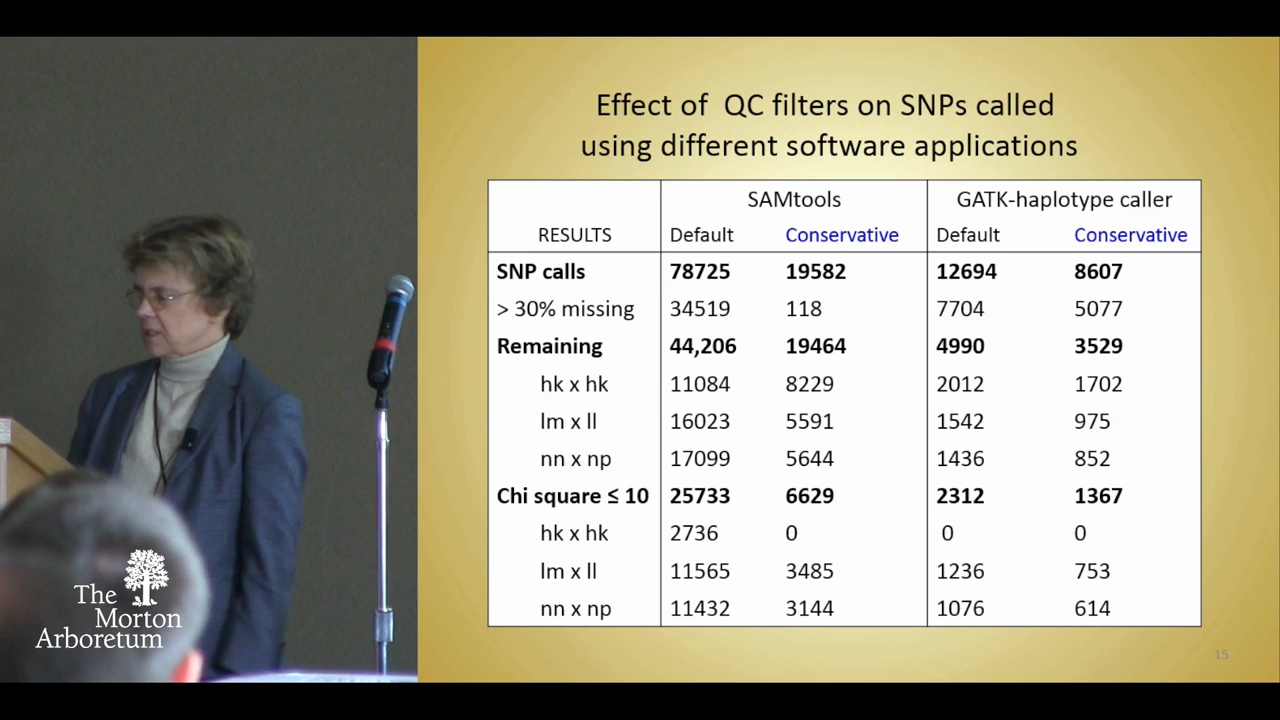 Effect of QC filters on SNPs called
using different software applications
SAMtools GATK-haplotype caller
RESULTS Default Conservative Default Conservative
SNP calls 78725 19582 12694 8607
> 30% missing 34519 118 7704 5077
Remaining 44,206 19464 4990 3529
hk x hk 11084 8229 2012 1702
lm x ll 16023 5591 1542 975
nn x np 17099 5644 1436 852
Chi square ≤ 10 25733 6629 2312 1367
hk x hk 2736 0 0 0
lm x ll 11565 3485 1236 753
nn x np 11432 3144 1076 614
15
The
Morton
Arboretum